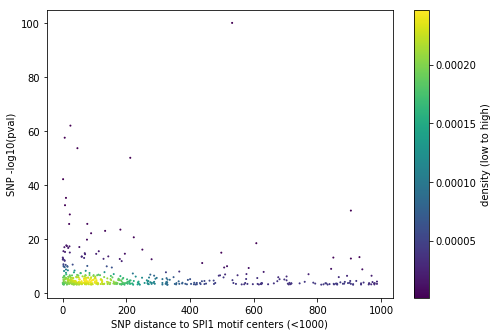 100
80
60
40
20
0
SNP -log10(pval)
0 200 400 600 800 1000
SNP distance to SPI1 motif centers (<1000)
0.00020
0.00015
0.00010
0.00005
density (low to high)